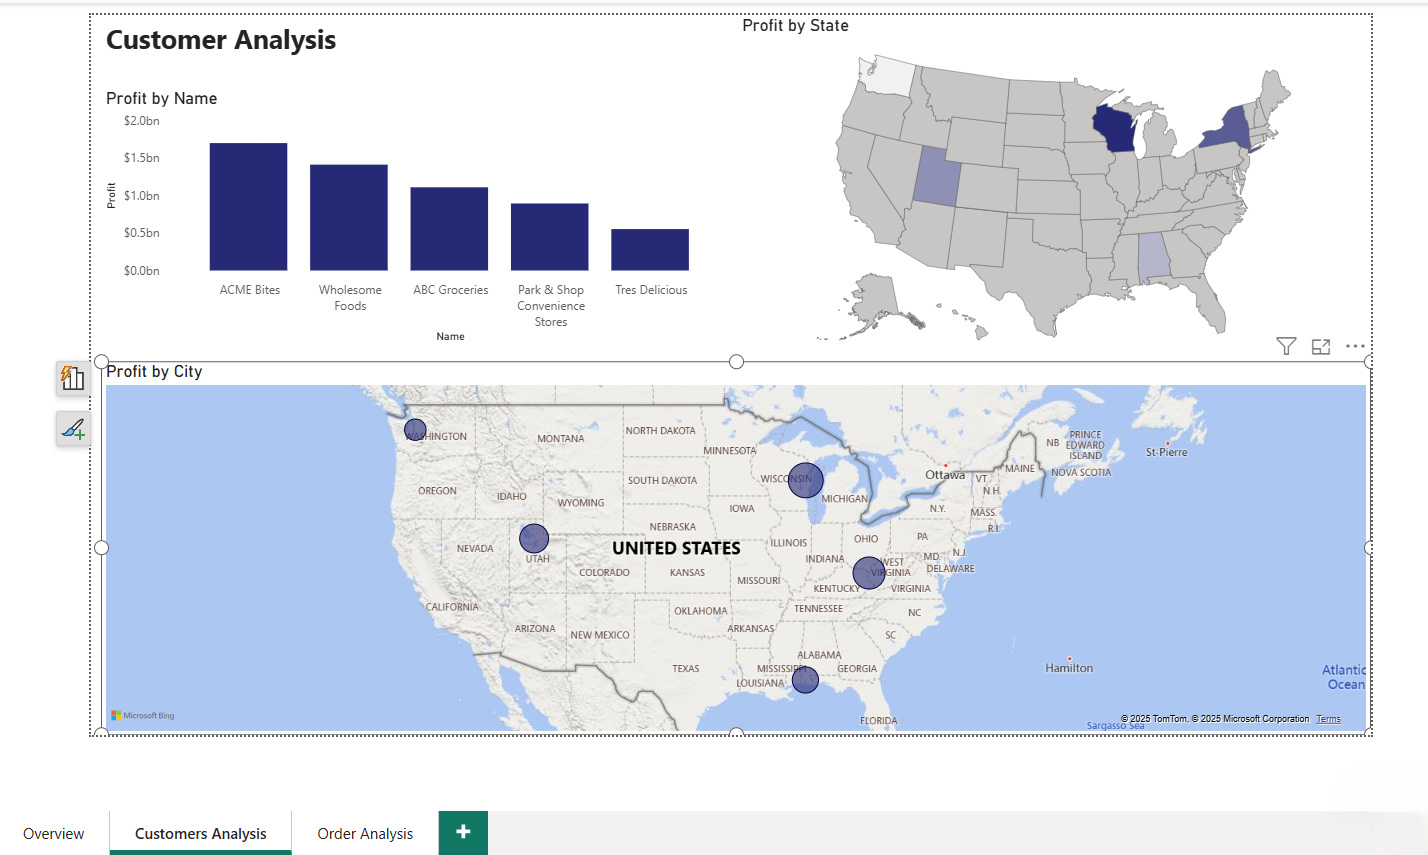 Customer Analysis
Profit by State
Profit by Name
$2.0bn
$1.5bn
$1.0bn
$0.5bn
$0.0bn
Profit
ACME Bites
Wholesome
Foods
ABC Groceries
Park & Shop
Convenience
Stores
Tres Delicious
Name
Profit by City
WASHINGTON
MONTANA
NORTH DAKOTA
MINNESOTA
OREGON
IDAHO
WYOMING
SOUTH DAKOTA
WISCONSIN
MICHIGAN
IOWA
NEBRASKA
NEVADA
UTAH
UNITED STATES
ILLINOIS
INDIANA
OHIO
PA
N.Y.
Ottawa
VT.
N.H.
MAINE
NB
PRINCE
EDWARD
ISLAND
NOVA SCOTIA
St-Pierre
MASS.
R.I.
N.J.
MD.
DELAWARE
WEST
VIRGINIA
COLORADO
KANSAS
MISSOURI
KENTUCKY
VIRGINIA
CALIFORNIA
ARIZONA
NEW MEXICO
OKLAHOMA
ARKANSAS
TENNESSEE
NC
SC
TEXAS
MISSISSIPPI
ALABAMA
GEORGIA
LOUISIANA
FLORIDA
Hamilton
Atlantic
Ocean
Sargasso Sea
Microsoft Bing
© 2025 TomTom, © 2025 Microsoft Corporation Terms
Overview
Customers Analysis
Order Analysis
+